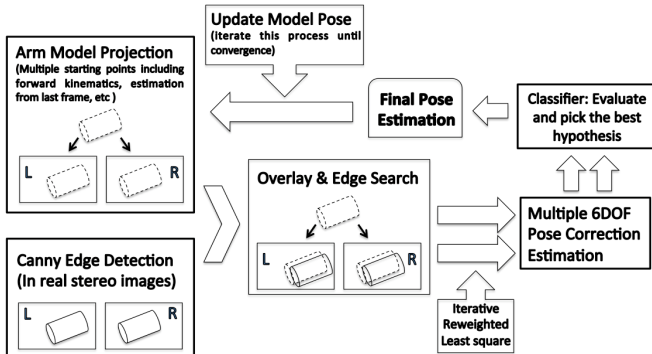 Update Model Pose
(iterate this process until
convergence)
Arm Model Projection
(Multiple starting points including
forward kinematics, estimation
from last frame, etc )
L
R
Final Pose
Estimation
Classifier: Evaluate
and pick the best
hypothesis
Overlay & Edge Search
L
R
Multiple 6DOF
Pose Correction
Estimation
Canny Edge Detection
(In real stereo images)
L
R
Iterative
Reweighted
Least square